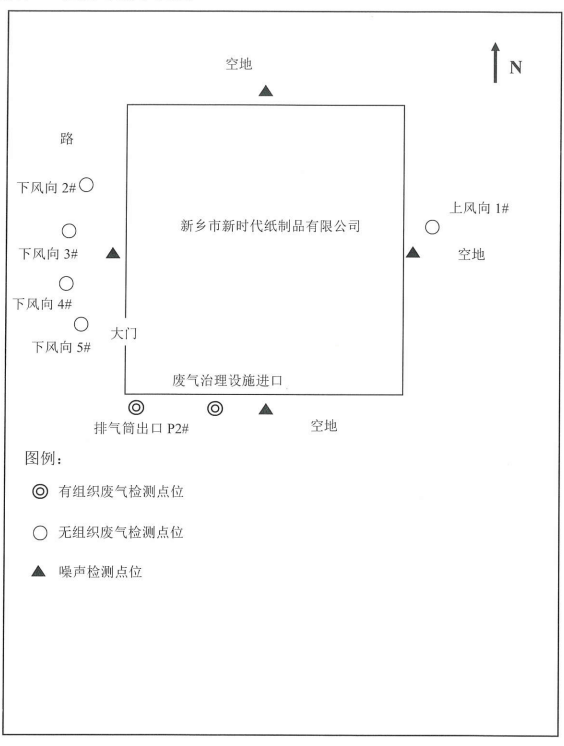 空地
N
路
下风向 2#
上风向 1#
新乡市新时代纸制品有限公司
下风向 3#
空地
下风向 4#
大门
下风向 5#
废气治理设施进口
排气筒出口 P2#
空地
图例：
有组织废气检测点位
无组织废气检测点位
噪声检测点位